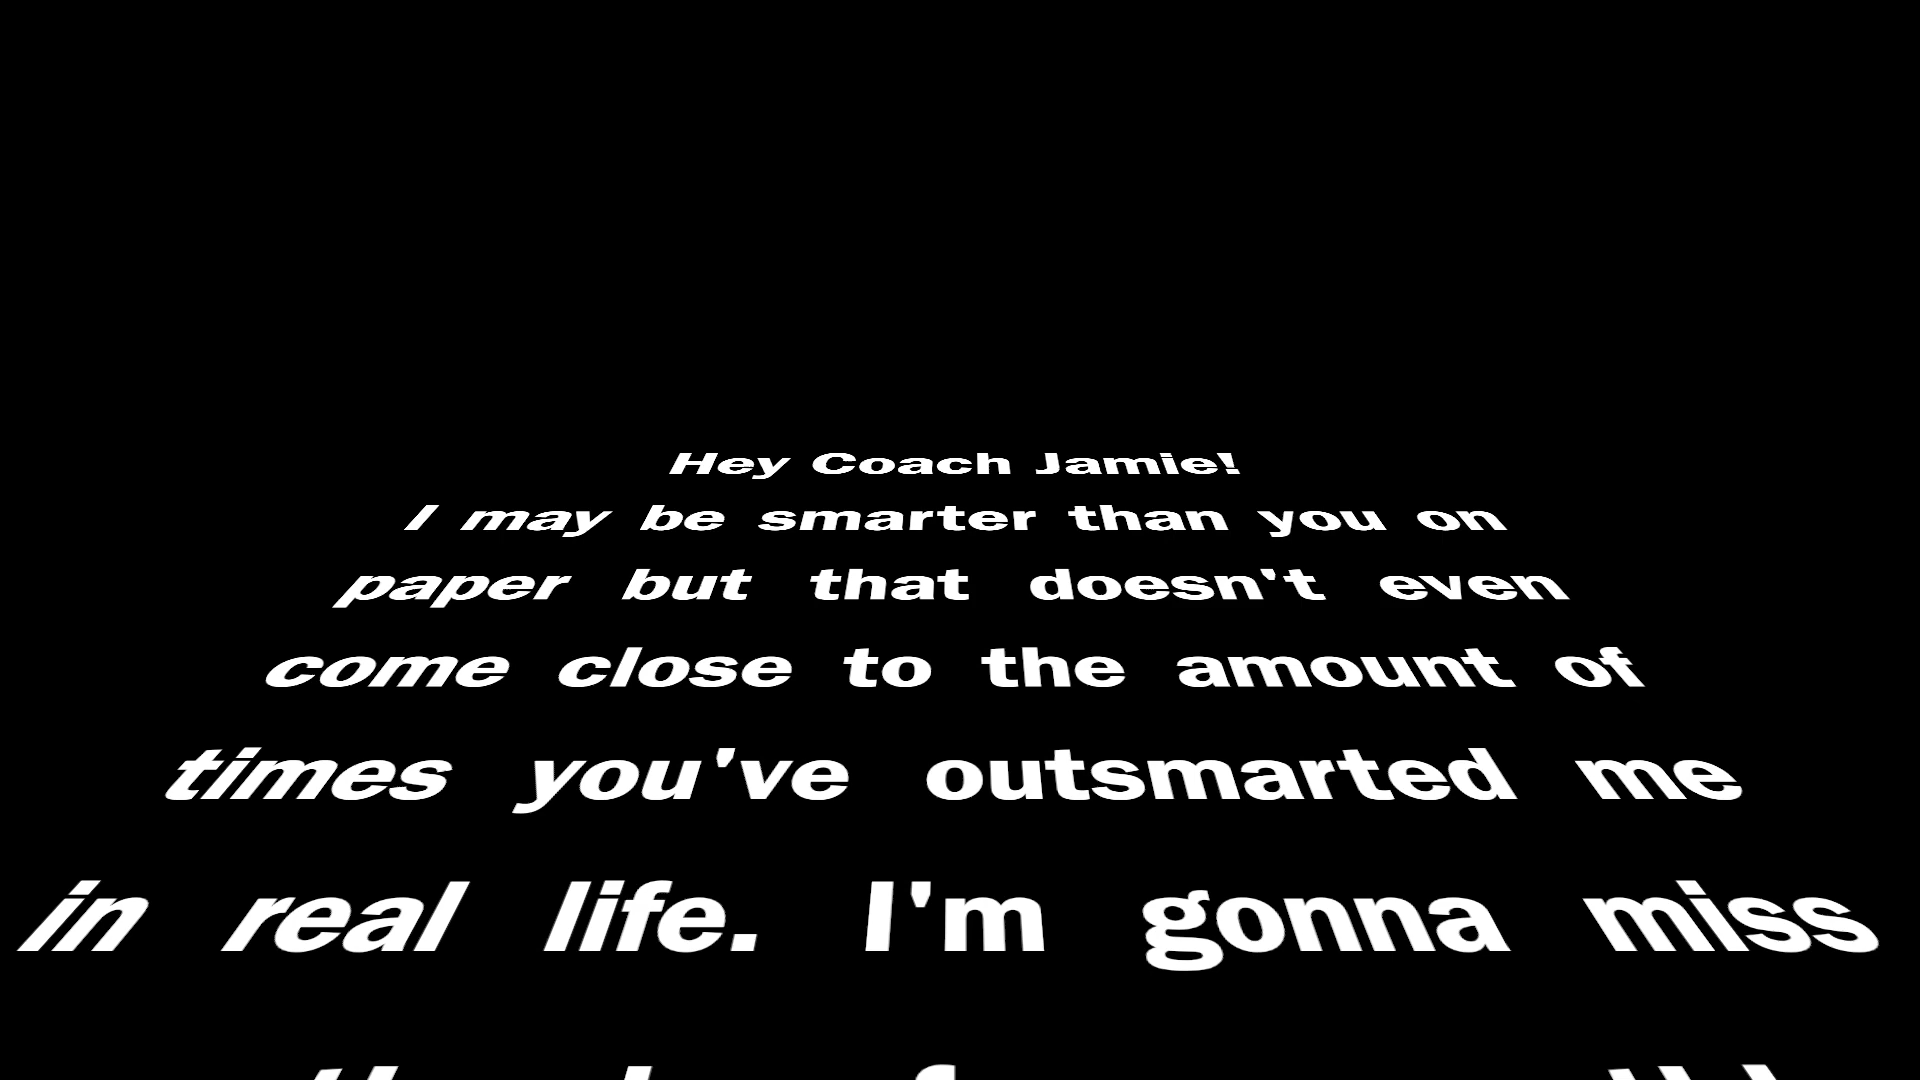 Hey Coach Jamie!
I may be smarter than you on
paper but that doesn't even
come close to the amount of
times you've outsmarted me
in real life. I'm gonna miss